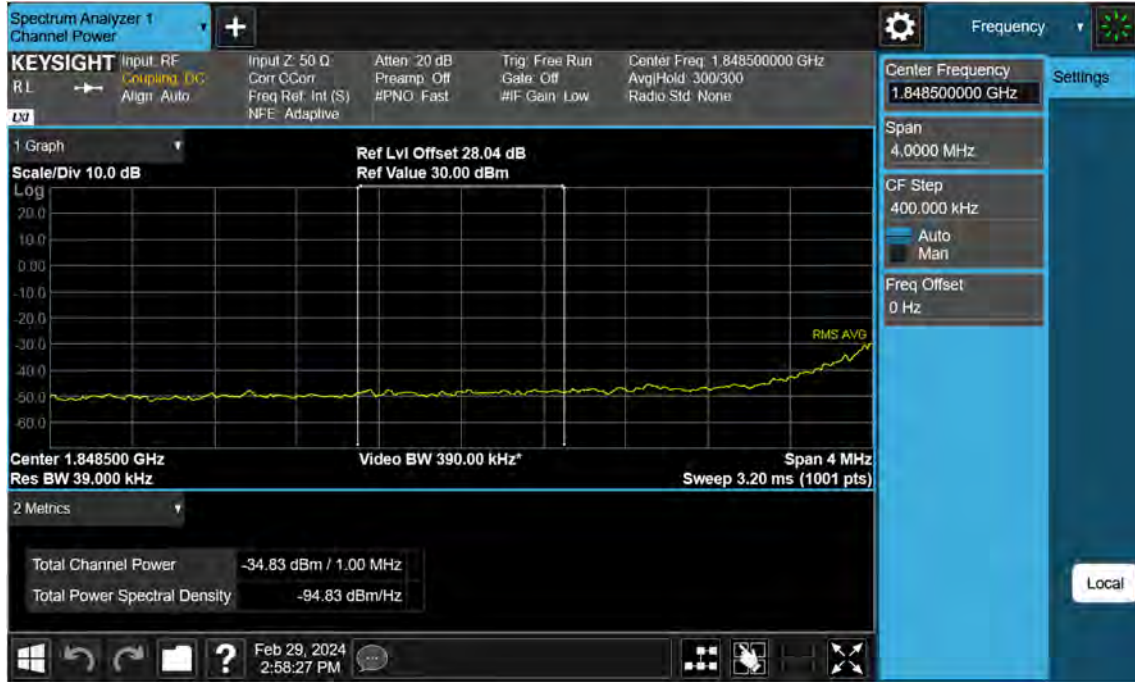 Spectrum Analyzer 1
Channel Power
+
Frequency
KEYSIGHT
RL
LXI
Input: RF
Coupling: DC
Align: Auto
Input Z: 50 Ω
Corr CCorr
Freq Ref: Int (S)
NFE: Adaptive
Atten: 20 dB
Preamp: Off
#PNO: Fast
Trig: Free Run
Gate: Off
#IF Gain: Low
Center Freq: 1.848500000 GHz
Avg|Hold: 300/300
Radio Std: None
Center Frequency
1.848500000 GHz
Settings
Span
4.0000 MHz
CF Step
400.000 kHz
Auto
Man
Freq Offset
0 Hz
1 Graph
Scale/Div 10.0 dB
Ref Lvl Offset 28.04 dB
Ref Value 30.00 dBm
Log
20.0
10.0
0.00
-10.0
-20.0
-30.0
-40.0
-50.0
-60.0
RMS AVG
Center 1.848500 GHz
Res BW 39.000 kHz
Video BW 390.00 kHz*
Span 4 MHz
Sweep 3.20 ms (1001 pts)
2 Metrics
Total Channel Power -34.83 dBm / 1.00 MHz
Total Power Spectral Density -94.83 dBm/Hz
Local
?
Feb 29, 2024
2:58:27 PM